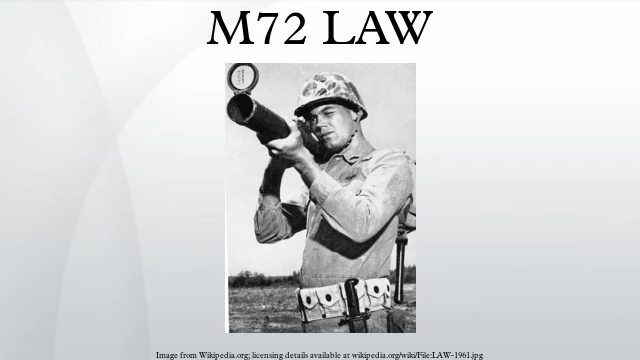 M72 LAW
Image from Wikipedia.org; licensing details available at wikipedia.org/wiki/File:LAW-1961.jpg